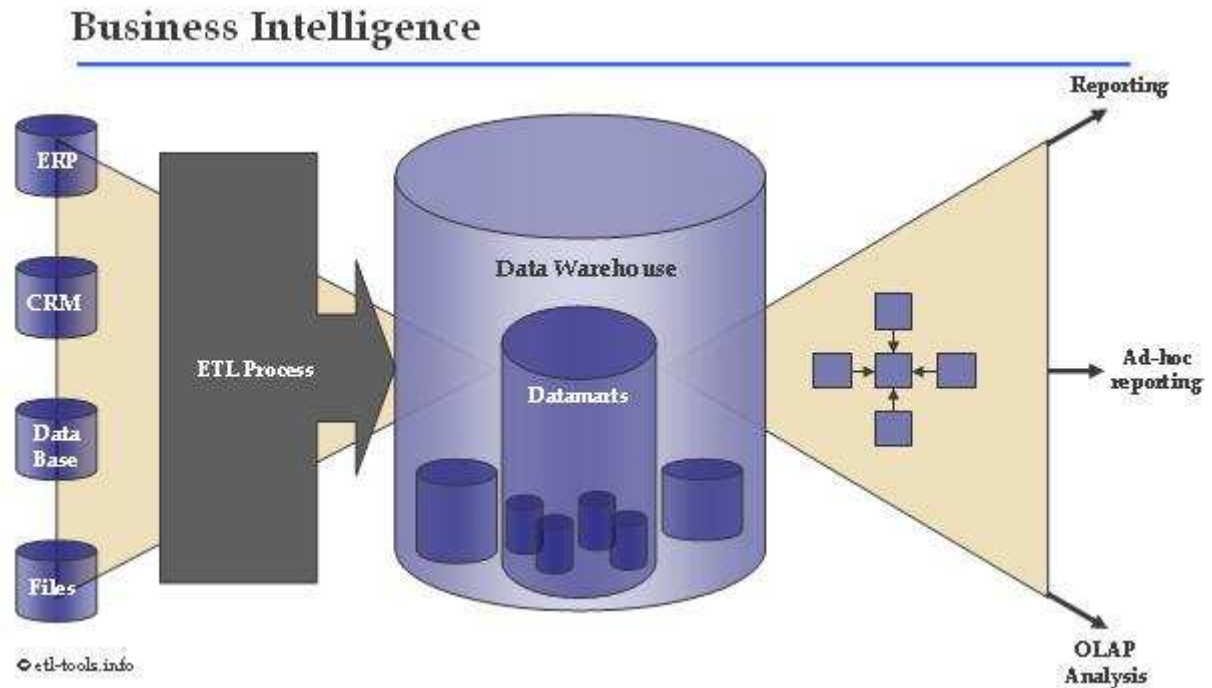 Business Intelligence
Reporting
ERP
Data Warehouse
CRM
ETL Process
Ad-hoc
reporting
Datamarts
Data
Base
Files
OLAP
Analysis
© etl-tools.info